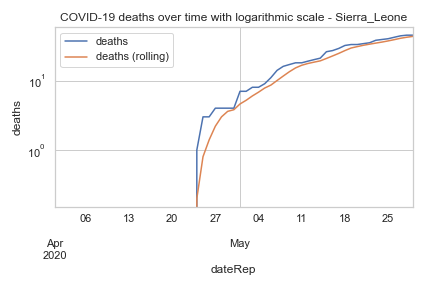 COVID-19 deaths over time with logarithmic scale - Sierra_Leone
deaths
deaths (rolling)
10¹
10⁰
deaths
06 13 20 27 04 11 18 25
Apr May
2020
dateRep